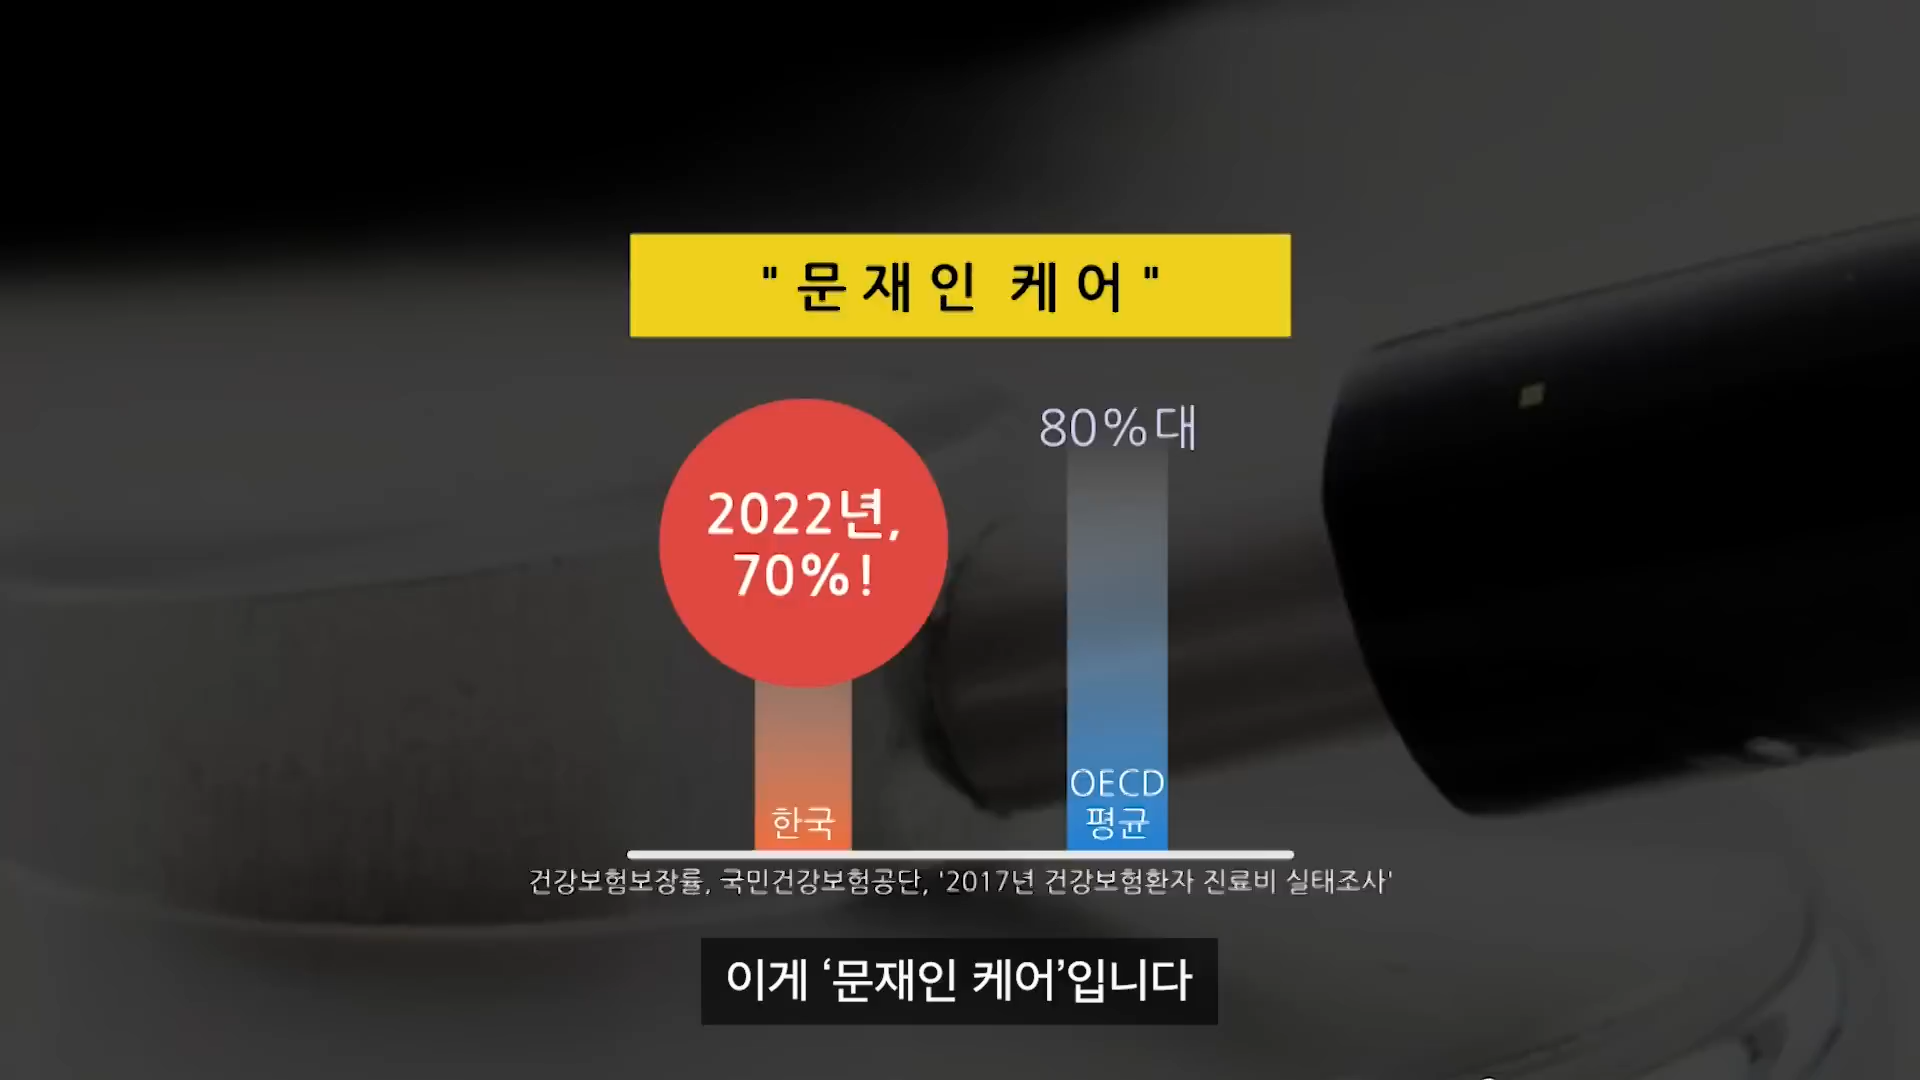 "문재인 케어"
80%대
2022년,
70%!
OECD
평균
한국
건강보험보장률, 국민건강보험공단, '2017년 건강보험환자 진료비 실태조사'
이게 ‘문재인 케어’입니다